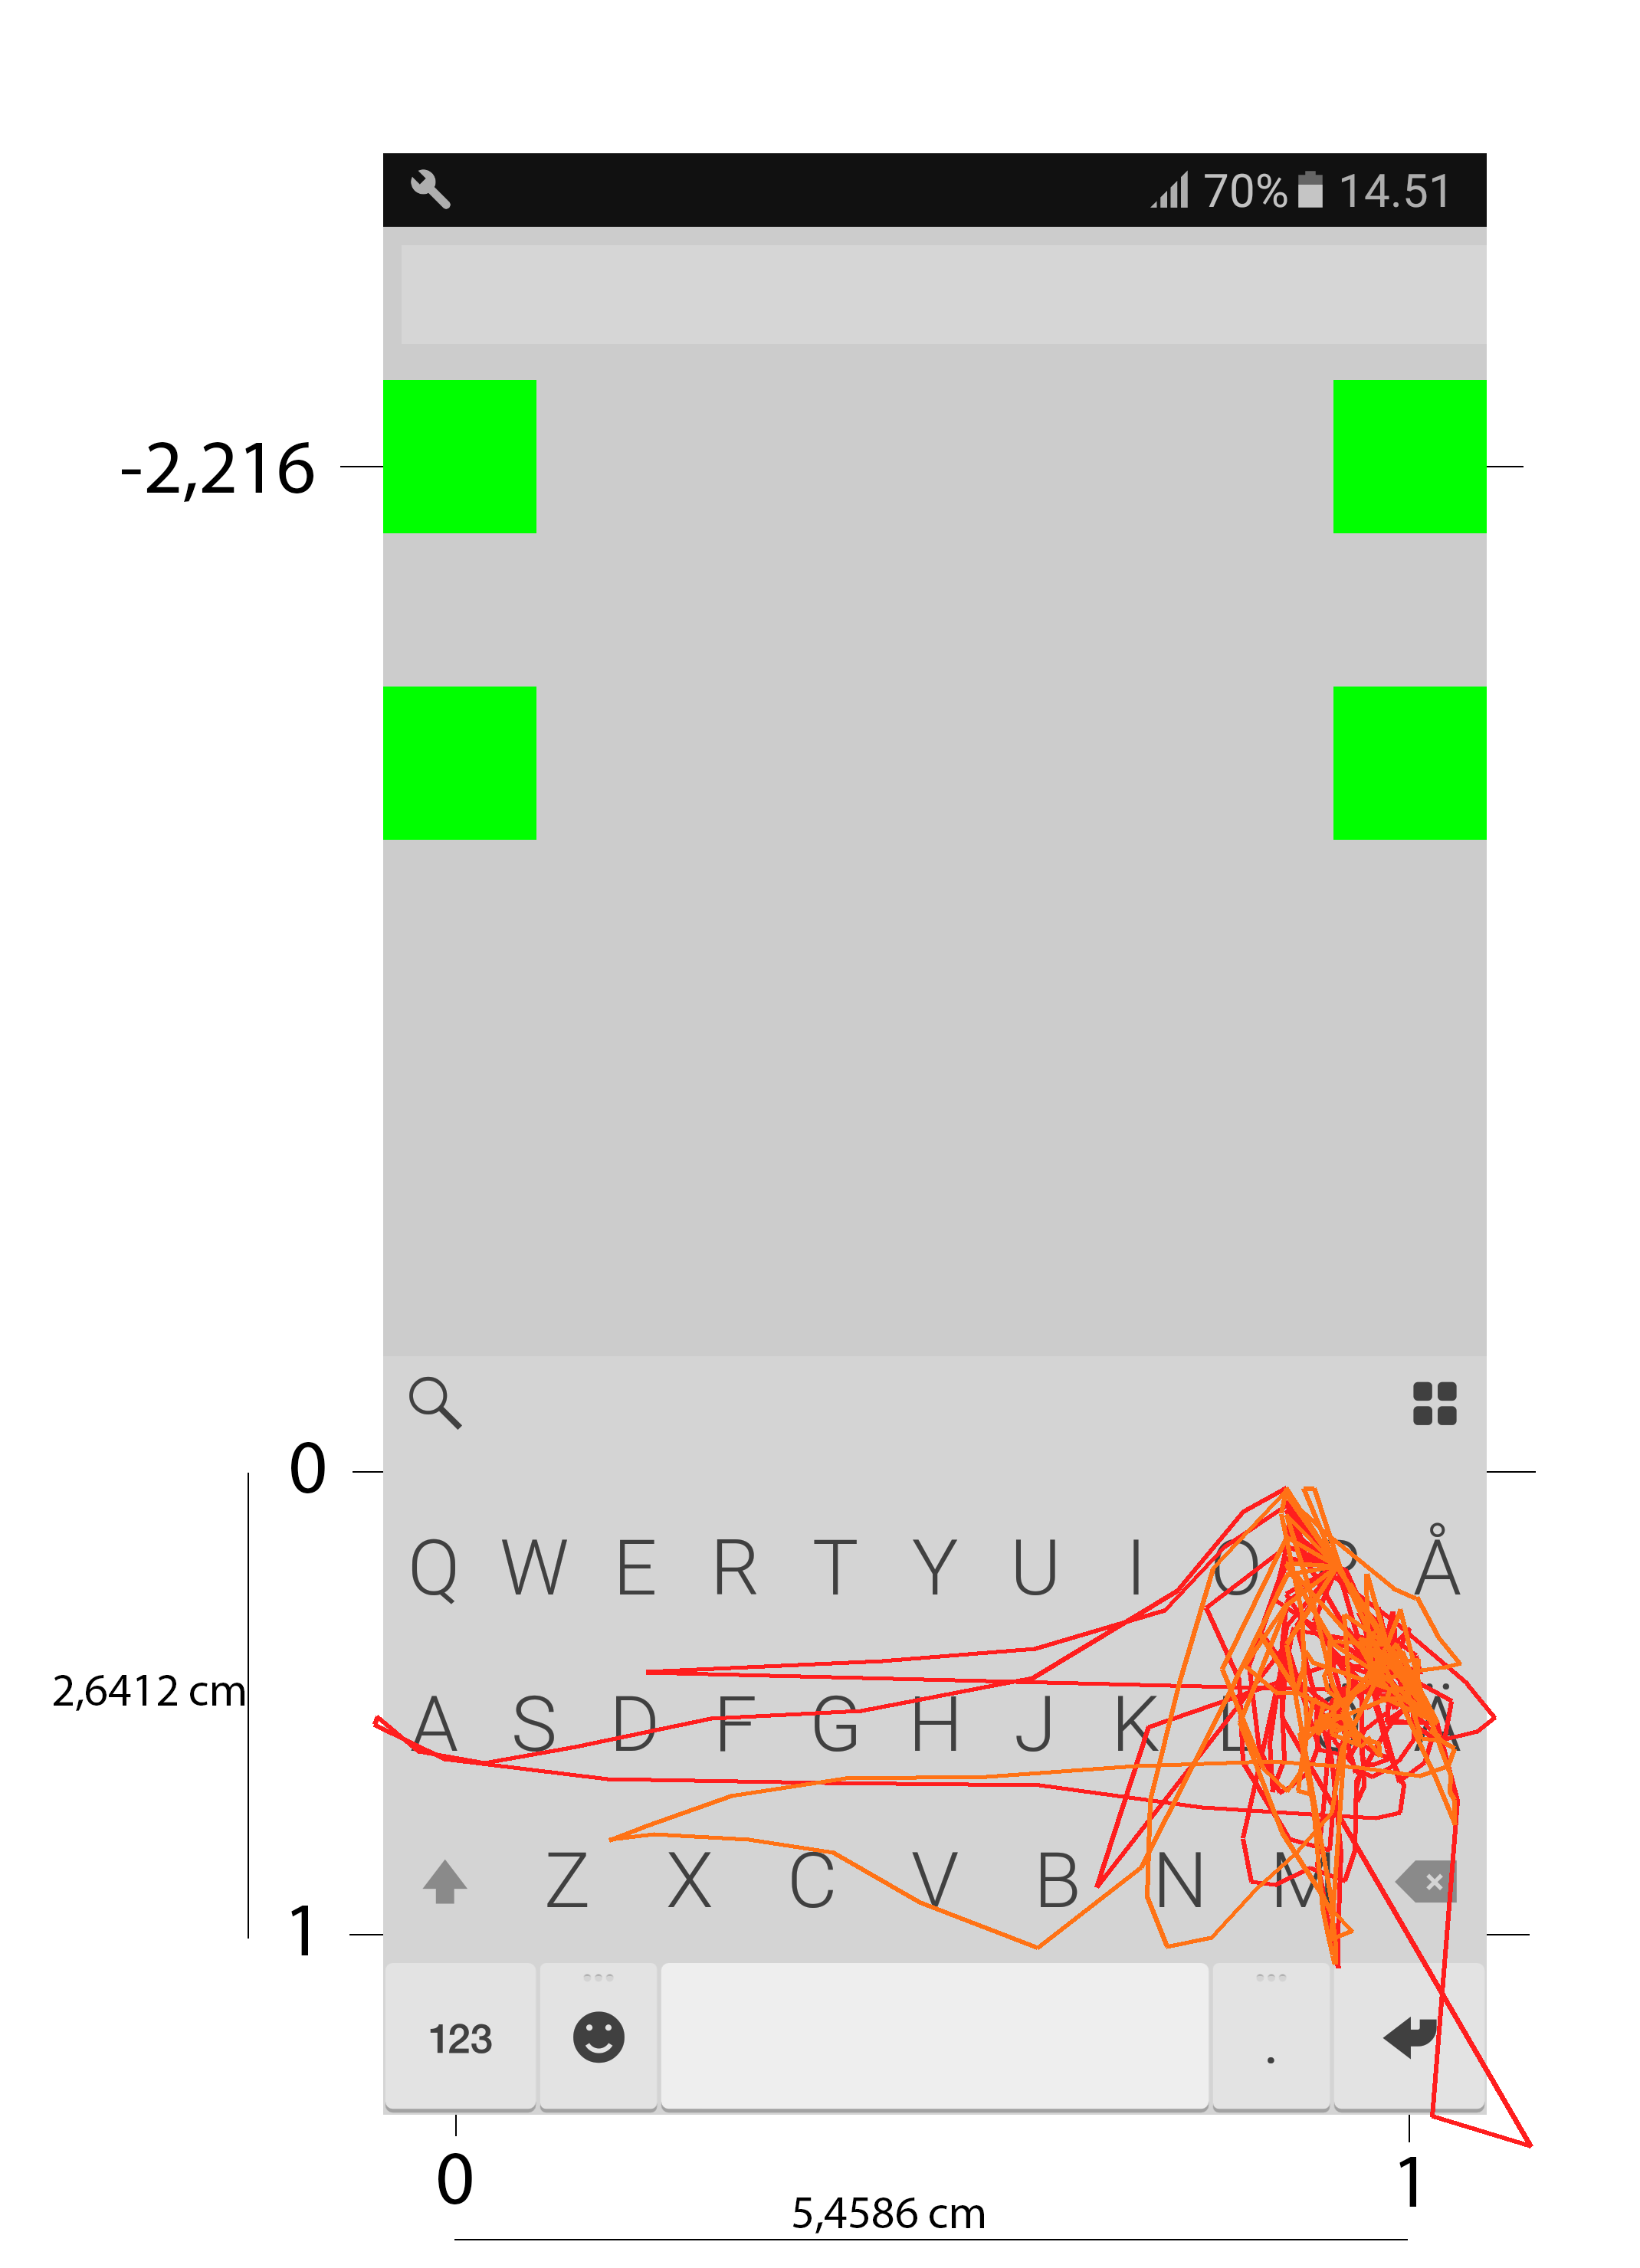 70% 14.51
-2,216
0
Q W E R T Y U I O P Å
2,6412 cm
A S D F G H J K L Ö Ä
Z X C V B N M
1
123 .
0 1
5,4586 cm